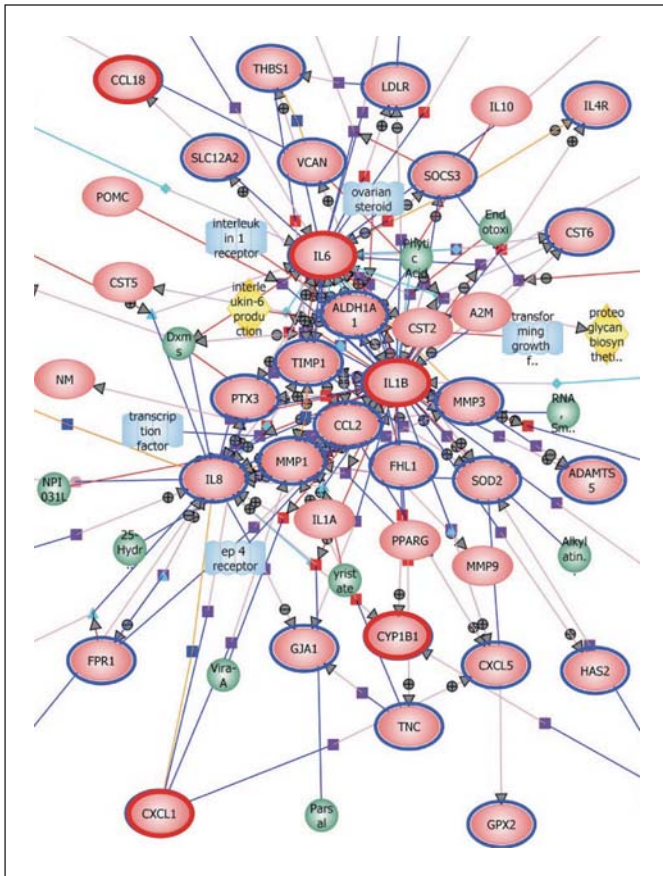 CCL18
THBS1
LDLR
IL10
IL4R
SLC12A2
VCAN
SOCS3
POMC
ovarian
steroid
interleuk
in 1
receptor
IL6
End
otoxi
CST6
Phyti
c Acid
CST5
interle
ukin-6
produ
ction
ALDH1A
1
CST2
A2M
transfor
ming
growth
f..
proteo
glycan
biosyn
theti..
Dxm
s
TIMP1
IL1B
NM
PTX3
MMP3
RNA
, Sm..
transcrip
tion
factor
CCL2
IL8
MMP1
FHL1
SOD2
ADAMTS
5
NPI
031L
IL1A
25-
Hydr
ep 4
receptor
PPARG
MMP9
Alkyl
atin..
yrist
ate
FPR1
Vira-
A
GJA1
CYP1B1
CXCL5
HAS2
TNC
CXCL1
Pars
al
GPX2